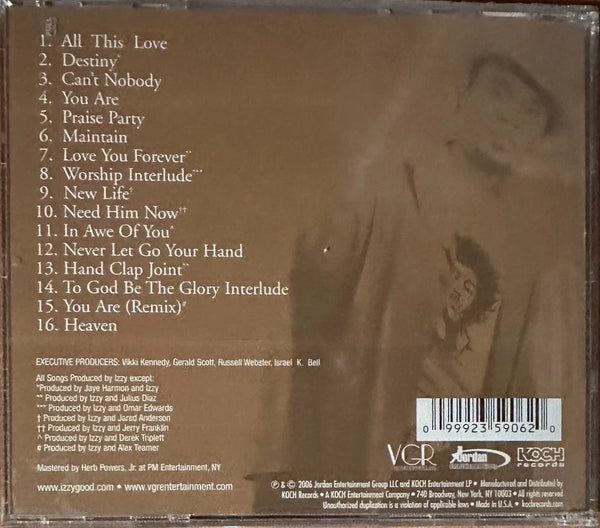 1. All This Love
2. Destiny*
3. Can't Nobody
4. You Are
5. Praise Party
6. Maintain
7. Love You Forever**
8. Worship Interlude***
9. New Life†
10. Need Him Now††
11. In Awe Of You^
12. Never Let Go Your Hand
13. Hand Clap Joint**
14. To God Be The Glory Interlude
15. You Are (Remix)#
16. Heaven
EXECUTIVE PRODUCERS: Vikki Kennedy, Gerald Scott, Russell Webster, Israel K. Bell
All Songs Produced by Izzy except:
*Produced by Jaye Harmon and Izzy
** Produced by Izzy and Julius Diaz
*** Produced by Izzy and Omar Edwards
† Produced by Izzy and Jared Anderson
†† Produced by Izzy and Jerry Franklin
^ Produced by Izzy and Derek Triplett
# Produced by Izzy and Alex Teamer
Mastered by Herb Powers, Jr. at PM Entertainment, NY
www.izzygood.com • www.vgrentertainment.com
0 99923 59062 0
VGR Jordan KOCH records
℗ & © 2006 Jordan Entertainment Group LLC and KOCH Entertainment LP • Manufactured and Distributed by
KOCH Records • A KOCH Entertainment Company • 740 Broadway, New York, NY 10003 • All Rights Reserved
Unauthorized duplication is a violation of applicable laws • Made in U.S.A. • kochrecords.com